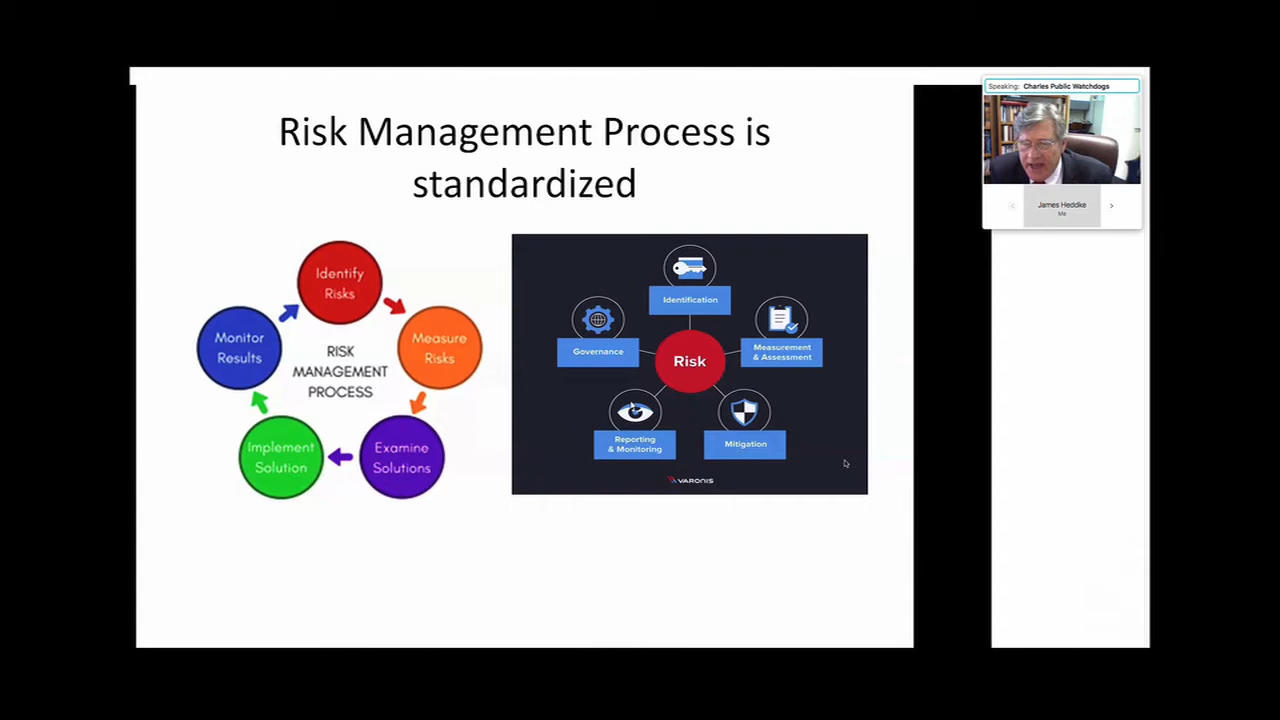 Risk Management Process is
standardized
Identify
Risks
Measure
Risks
Examine
Solutions
Implement
Solution
Monitor
Results
RISK
MANAGEMENT
PROCESS
Identification
Measurement
& Assessment
Mitigation
Reporting
& Monitoring
Governance
Risk
VARONIS
Speaking: Charles Public Watchdogs
James Heddke
Me